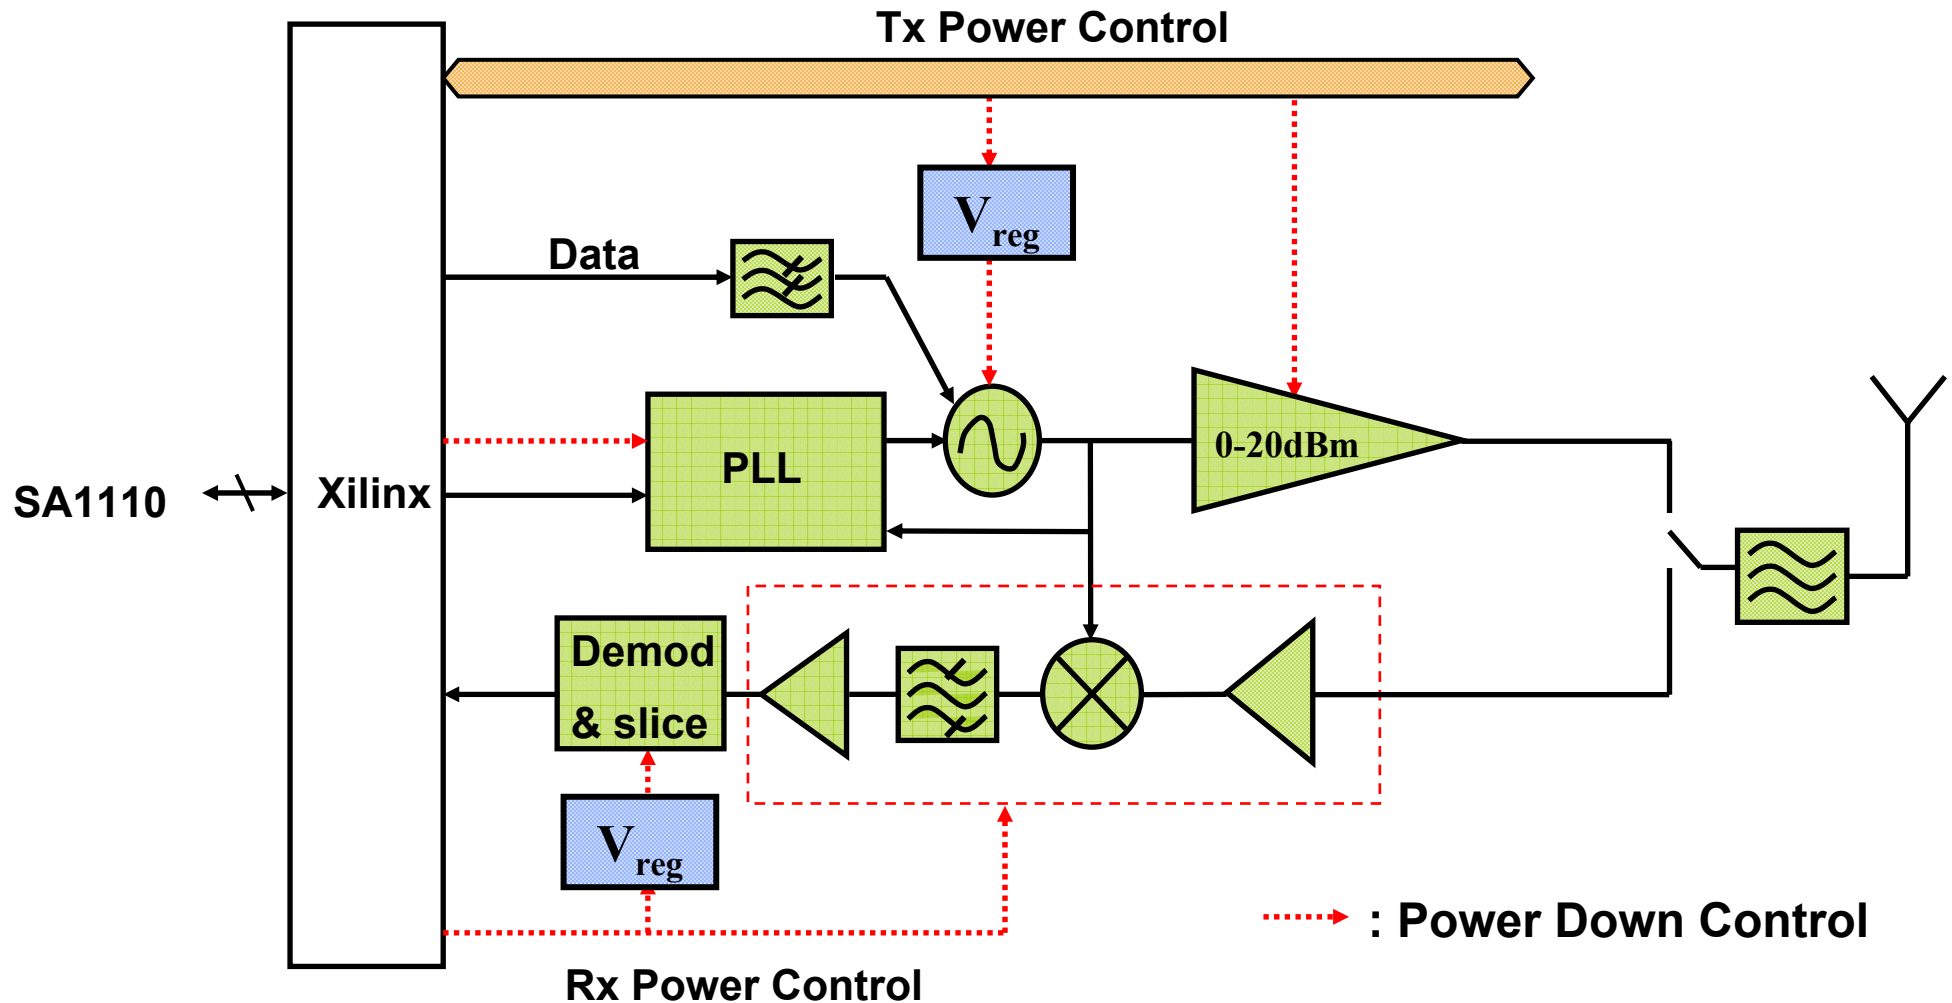 Tx Power Control
Vreg
Data
0-20dBm
PLL
Xilinx
SA1110
Demod
& slice
Vreg
: Power Down Control
Rx Power Control